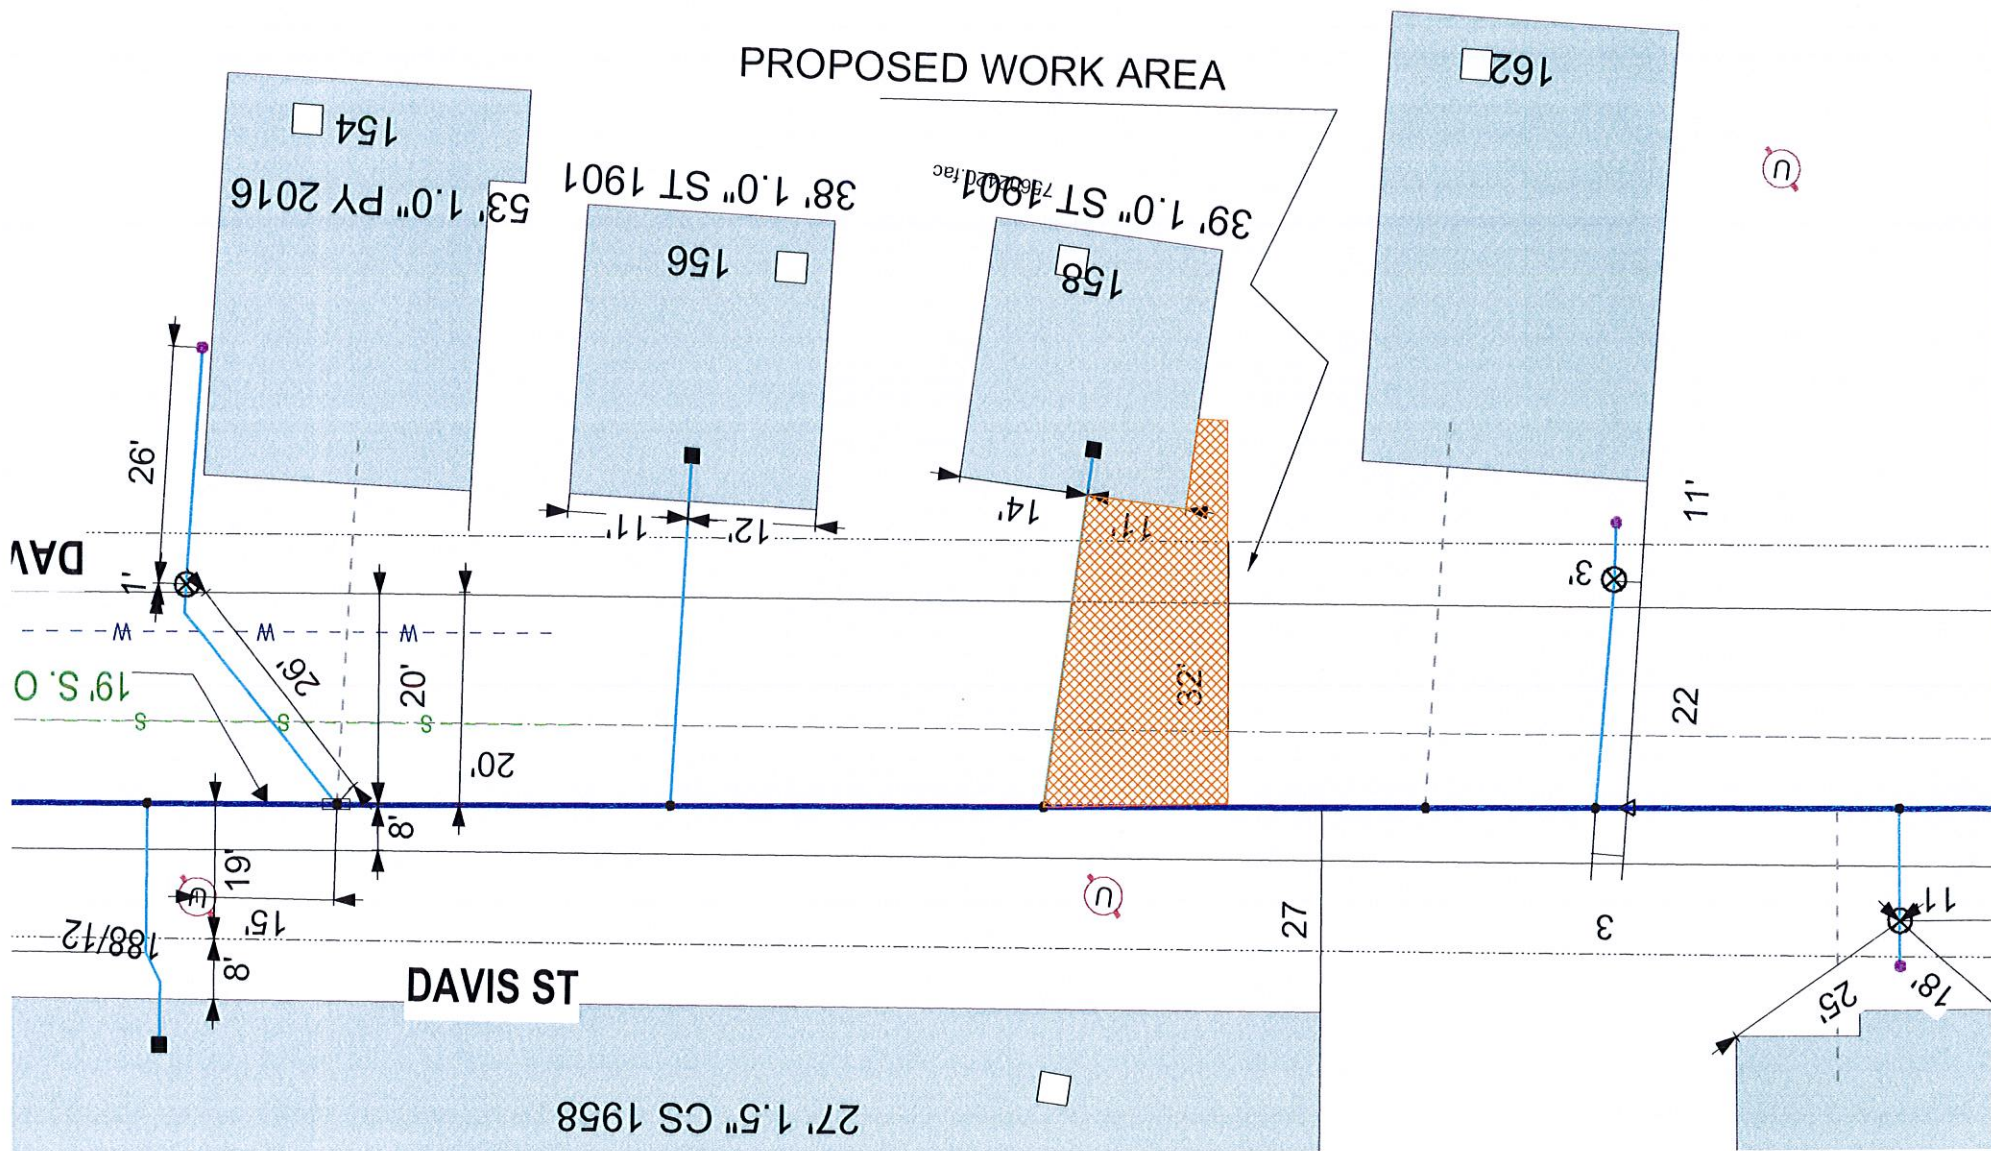 PROPOSED WORK AREA
162
154
53' 1.0" PY 2016
38' 1.0" ST 1901
39' 1.0" ST 1901
156
158
U
26'
14'
11'
11'
12'
11'
DAV
1'
3'
W
W
W
26'
20'
32'
22
19' S. O
S
S
S
20'
8'
19'
U
15'
U
27
3
11
188/12
8'
DAVIS ST
25'
18'
27' 1.5" CS 1958